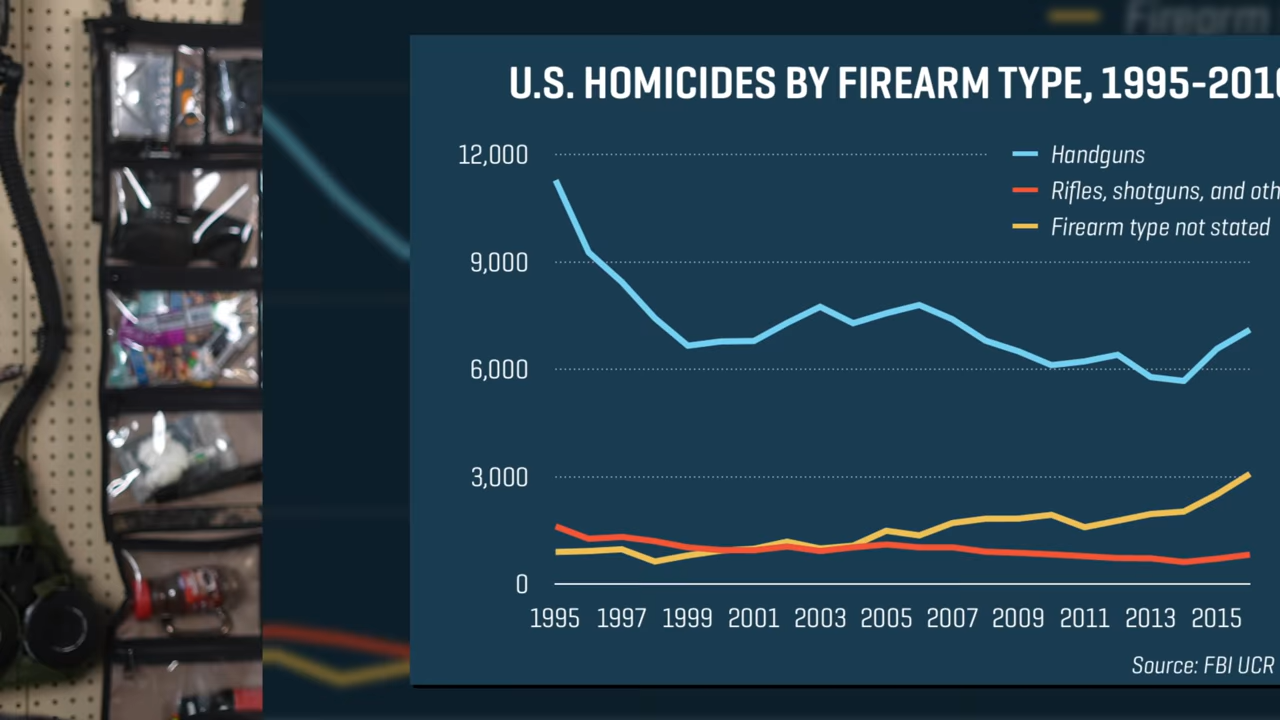 Firearm
U.S. HOMICIDES BY FIREARM TYPE, 1995-201
12,000
9,000
6,000
3,000
0
Handguns
Rifles, shotguns, and oth
Firearm type not stated
1995 1997 1999 2001 2003 2005 2007 2009 2011 2013 2015
Source: FBI UCR